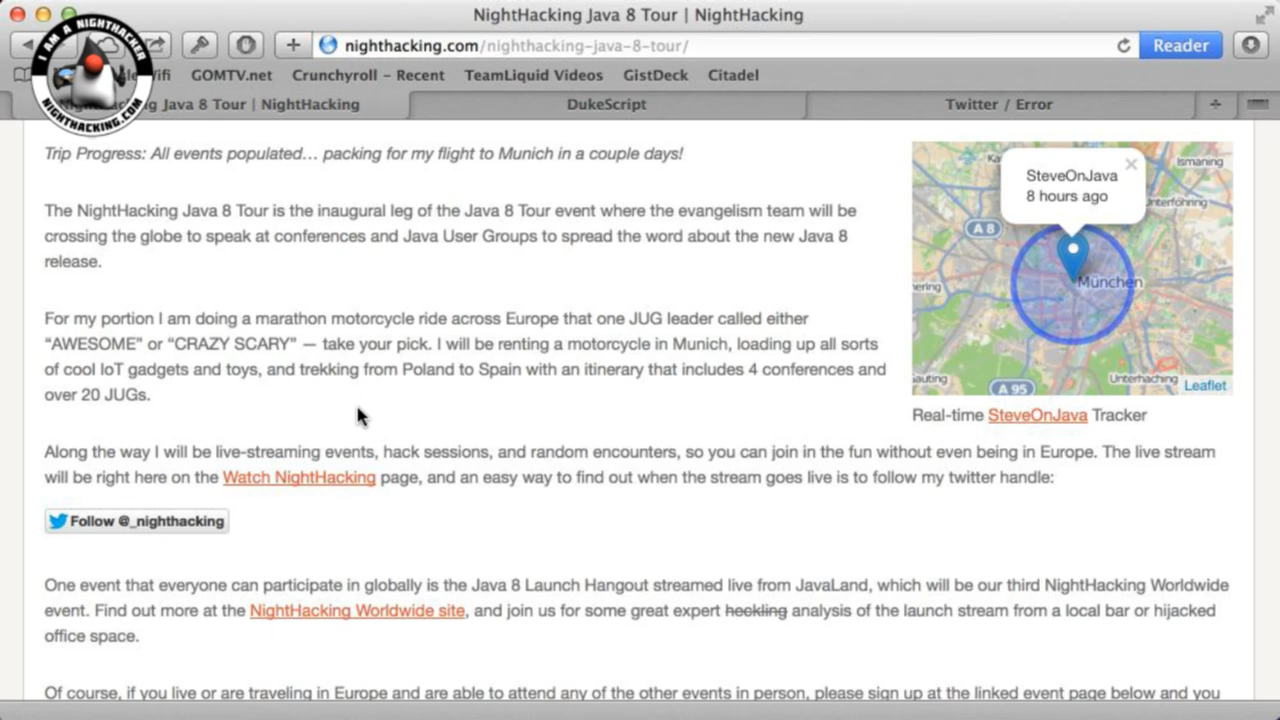 NightHacking Java 8 Tour | NightHacking
I AM A NIGHTHACKER
NIGHTHACKING.COM
nighthacking.com/nighthacking-java-8-tour/
Reader
GOMTV.net
Crunchyroll - Recent
TeamLiquid Videos
GistDeck
Citadel
Java 8 Tour | NightHacking
DukeScript
Twitter / Error
Trip Progress: All events populated… packing for my flight to Munich in a couple days!
The NightHacking Java 8 Tour is the inaugural leg of the Java 8 Tour event where the evangelism team will be
crossing the globe to speak at conferences and Java User Groups to spread the word about the new Java 8
release.
For my portion I am doing a marathon motorcycle ride across Europe that one JUG leader called either
“AWESOME” or “CRAZY SCARY” — take your pick. I will be renting a motorcycle in Munich, loading up all sorts
of cool IoT gadgets and toys, and trekking from Poland to Spain with an itinerary that includes 4 conferences and
over 20 JUGs.
SteveOnJava
8 hours ago
Ismaning
A 8
München
A 95
Unterhaching
Leaflet
Real-time SteveOnJava Tracker
Along the way I will be live-streaming events, hack sessions, and random encounters, so you can join in the fun without even being in Europe. The live stream
will be right here on the Watch NightHacking page, and an easy way to find out when the stream goes live is to follow my twitter handle:
Follow @_nighthacking
One event that everyone can participate in globally is the Java 8 Launch Hangout streamed live from JavaLand, which will be our third NightHacking Worldwide
event. Find out more at the NightHacking Worldwide site, and join us for some great expert heckling analysis of the launch stream from a local bar or hijacked
office space.
Of course, if you live or are traveling in Europe and are able to attend any of the other events in person, please sign up at the linked event page below and you